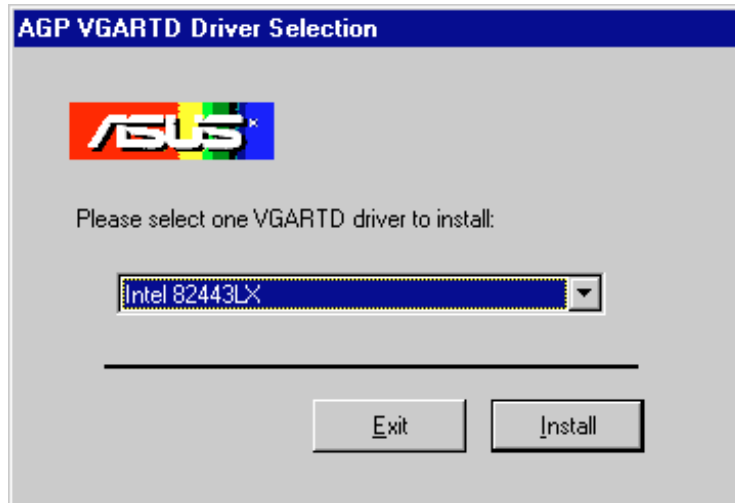 AGP VGARTD Driver Selection
ASUS
Please select one VGARTD driver to install:
Intel 82443LX
Exit
Install